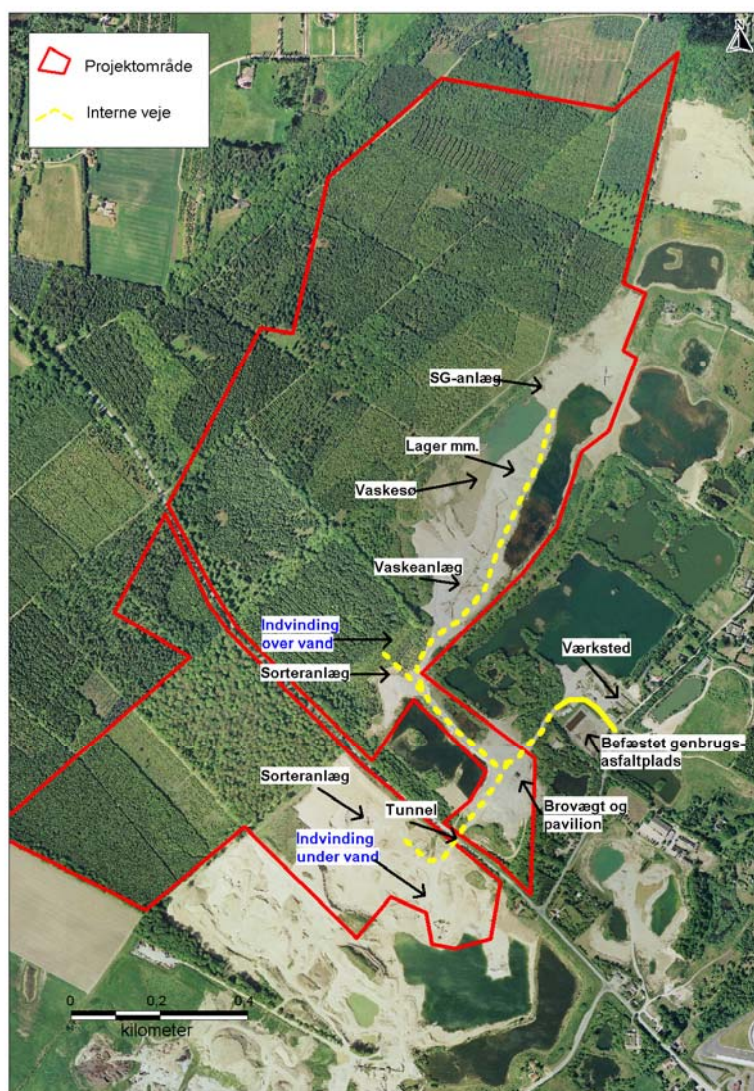 N
Projektområde
Interne veje
SG-anlæg
Lager mm.
Vaskesø
Vaskeanlæg
Indvinding
over vand
Sorteranlæg
Værksted
Befæstet genbrugs-
asfaltplads
Sorteranlæg
Tunnel
Brovægt og
pavilion
Indvinding
under vand
0 0,2 0,4
kilometer